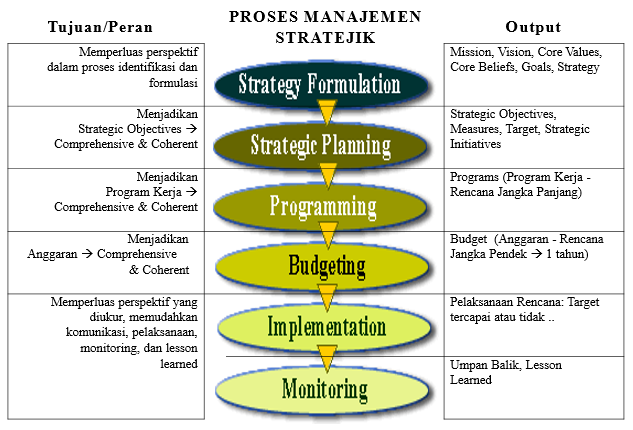 Tujuan/Peran
PROSES MANAJEMEN
STRATEJIK
Output
Memperluas perspektif
dalam proses identifikasi dan
formulasi
Strategy Formulation
Mission, Vision, Core Values,
Core Beliefs, Goals, Strategy
Menjadikan
Strategic Objectives →
Comprehensive & Coherent
Strategic Planning
Strategic Objectives,
Measures, Target, Strategic
Initiatives
Menjadikan
Program Kerja →
Comprehensive & Coherent
Programming
Programs (Program Kerja -
Rencana Jangka Panjang)
Menjadikan
Anggaran → Comprehensive
& Coherent
Budgeting
Budget (Anggaran - Rencana
Jangka Pendek → 1 tahun)
Memperluas perspektif yang
diukur, memudahkan
komunikasi, pelaksanaan,
monitoring, dan lesson
learned
Implementation
Pelaksanaan Rencana: Target
tercapai atau tidak ..
Monitoring
Umpan Balik, Lesson
Learned